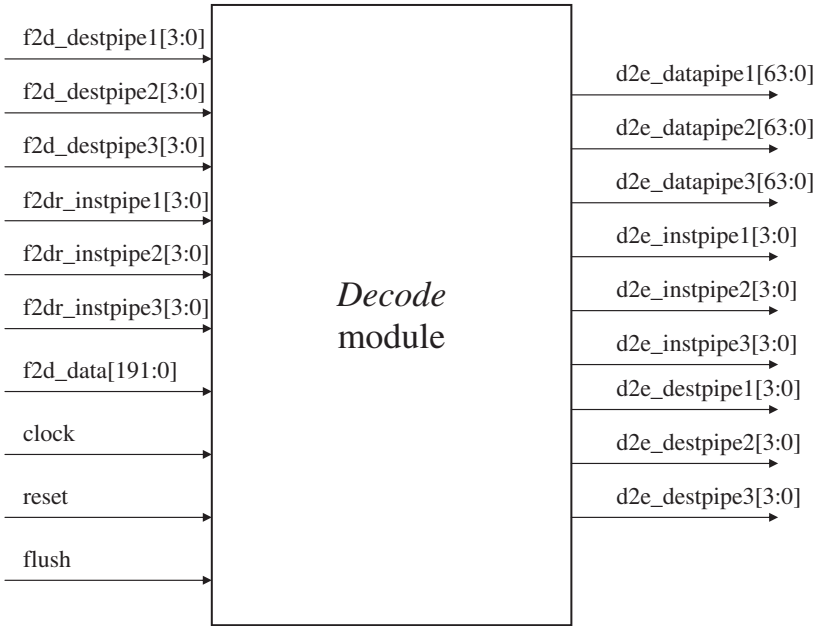 f2d_destpipe1[3:0]
f2d_destpipe2[3:0]
f2d_destpipe3[3:0]
f2dr_instpipe1[3:0]
f2dr_instpipe2[3:0]
f2dr_instpipe3[3:0]
f2d_data[191:0]
clock
reset
flush
Decode
module
d2e_datapipe1[63:0]
d2e_datapipe2[63:0]
d2e_datapipe3[63:0]
d2e_instpipe1[3:0]
d2e_instpipe2[3:0]
d2e_instpipe3[3:0]
d2e_destpipe1[3:0]
d2e_destpipe2[3:0]
d2e_destpipe3[3:0]